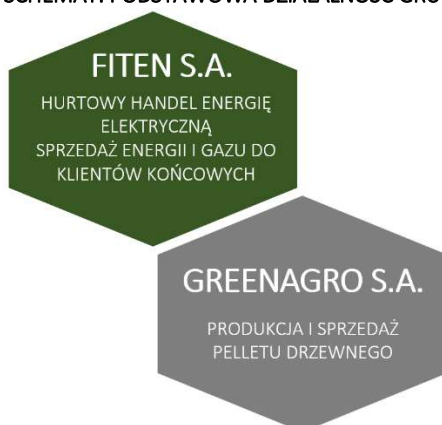 FITEN S.A.
HURTOWY HANDEL ENERGIĘ
ELEKTRYCZNĄ
SPRZEDAŻ ENERGII I GAZU DO
KLIENTÓW KOŃCOWYCH
GREENAGRO S.A.
PRODUKCJA I SPRZEDAŻ
PELLETU DRZEWNEGO